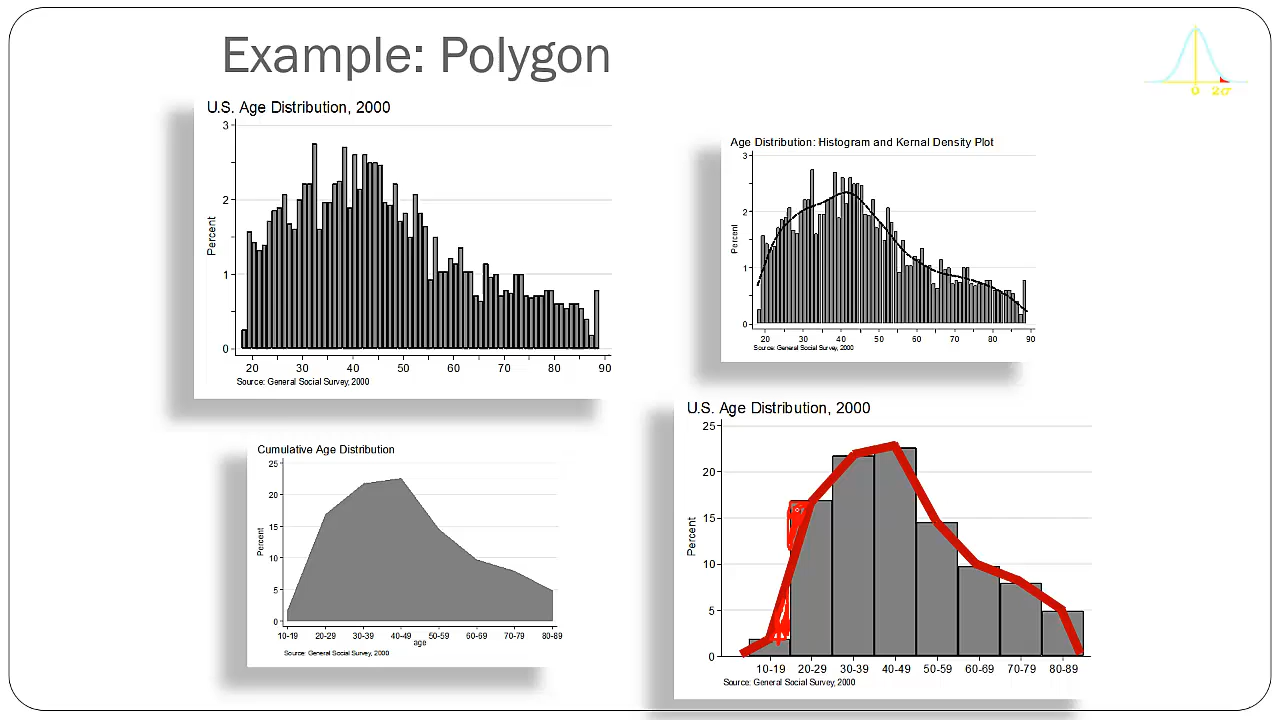 Example: Polygon
0 2σ
U.S. Age Distribution, 2000
3
2
1
0
Percent
20 30 40 50 60 70 80 90
Source: General Social Survey, 2000
Age Distribution: Histogram and Kernal Density Plot
3
2
1
0
Percent
20 30 40 50 60 70 80 90
Source: General Social Survey, 2000
Cumulative Age Distribution
25
20
15
10
5
0
Percent
10-19 20-29 30-39 40-49 50-59 60-69 70-79 80-89
age
Source: General Social Survey, 2000
U.S. Age Distribution, 2000
25
20
15
10
5
0
Percent
10-19 20-29 30-39 40-49 50-59 60-69 70-79 80-89
Source: General Social Survey, 2000